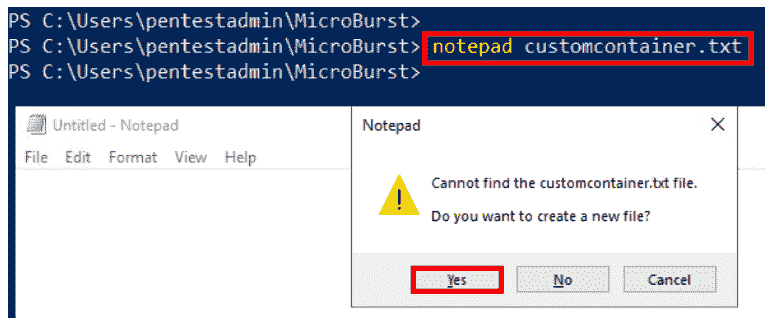 PS C:\Users\pentestadmin\MicroBurst>
PS C:\Users\pentestadmin\MicroBurst> notepad customcontainer.txt
PS C:\Users\pentestadmin\MicroBurst>
Untitled - Notepad
File Edit Format View Help
Notepad
Cannot find the customcontainer.txt file.
Do you want to create a new file?
Yes No Cancel